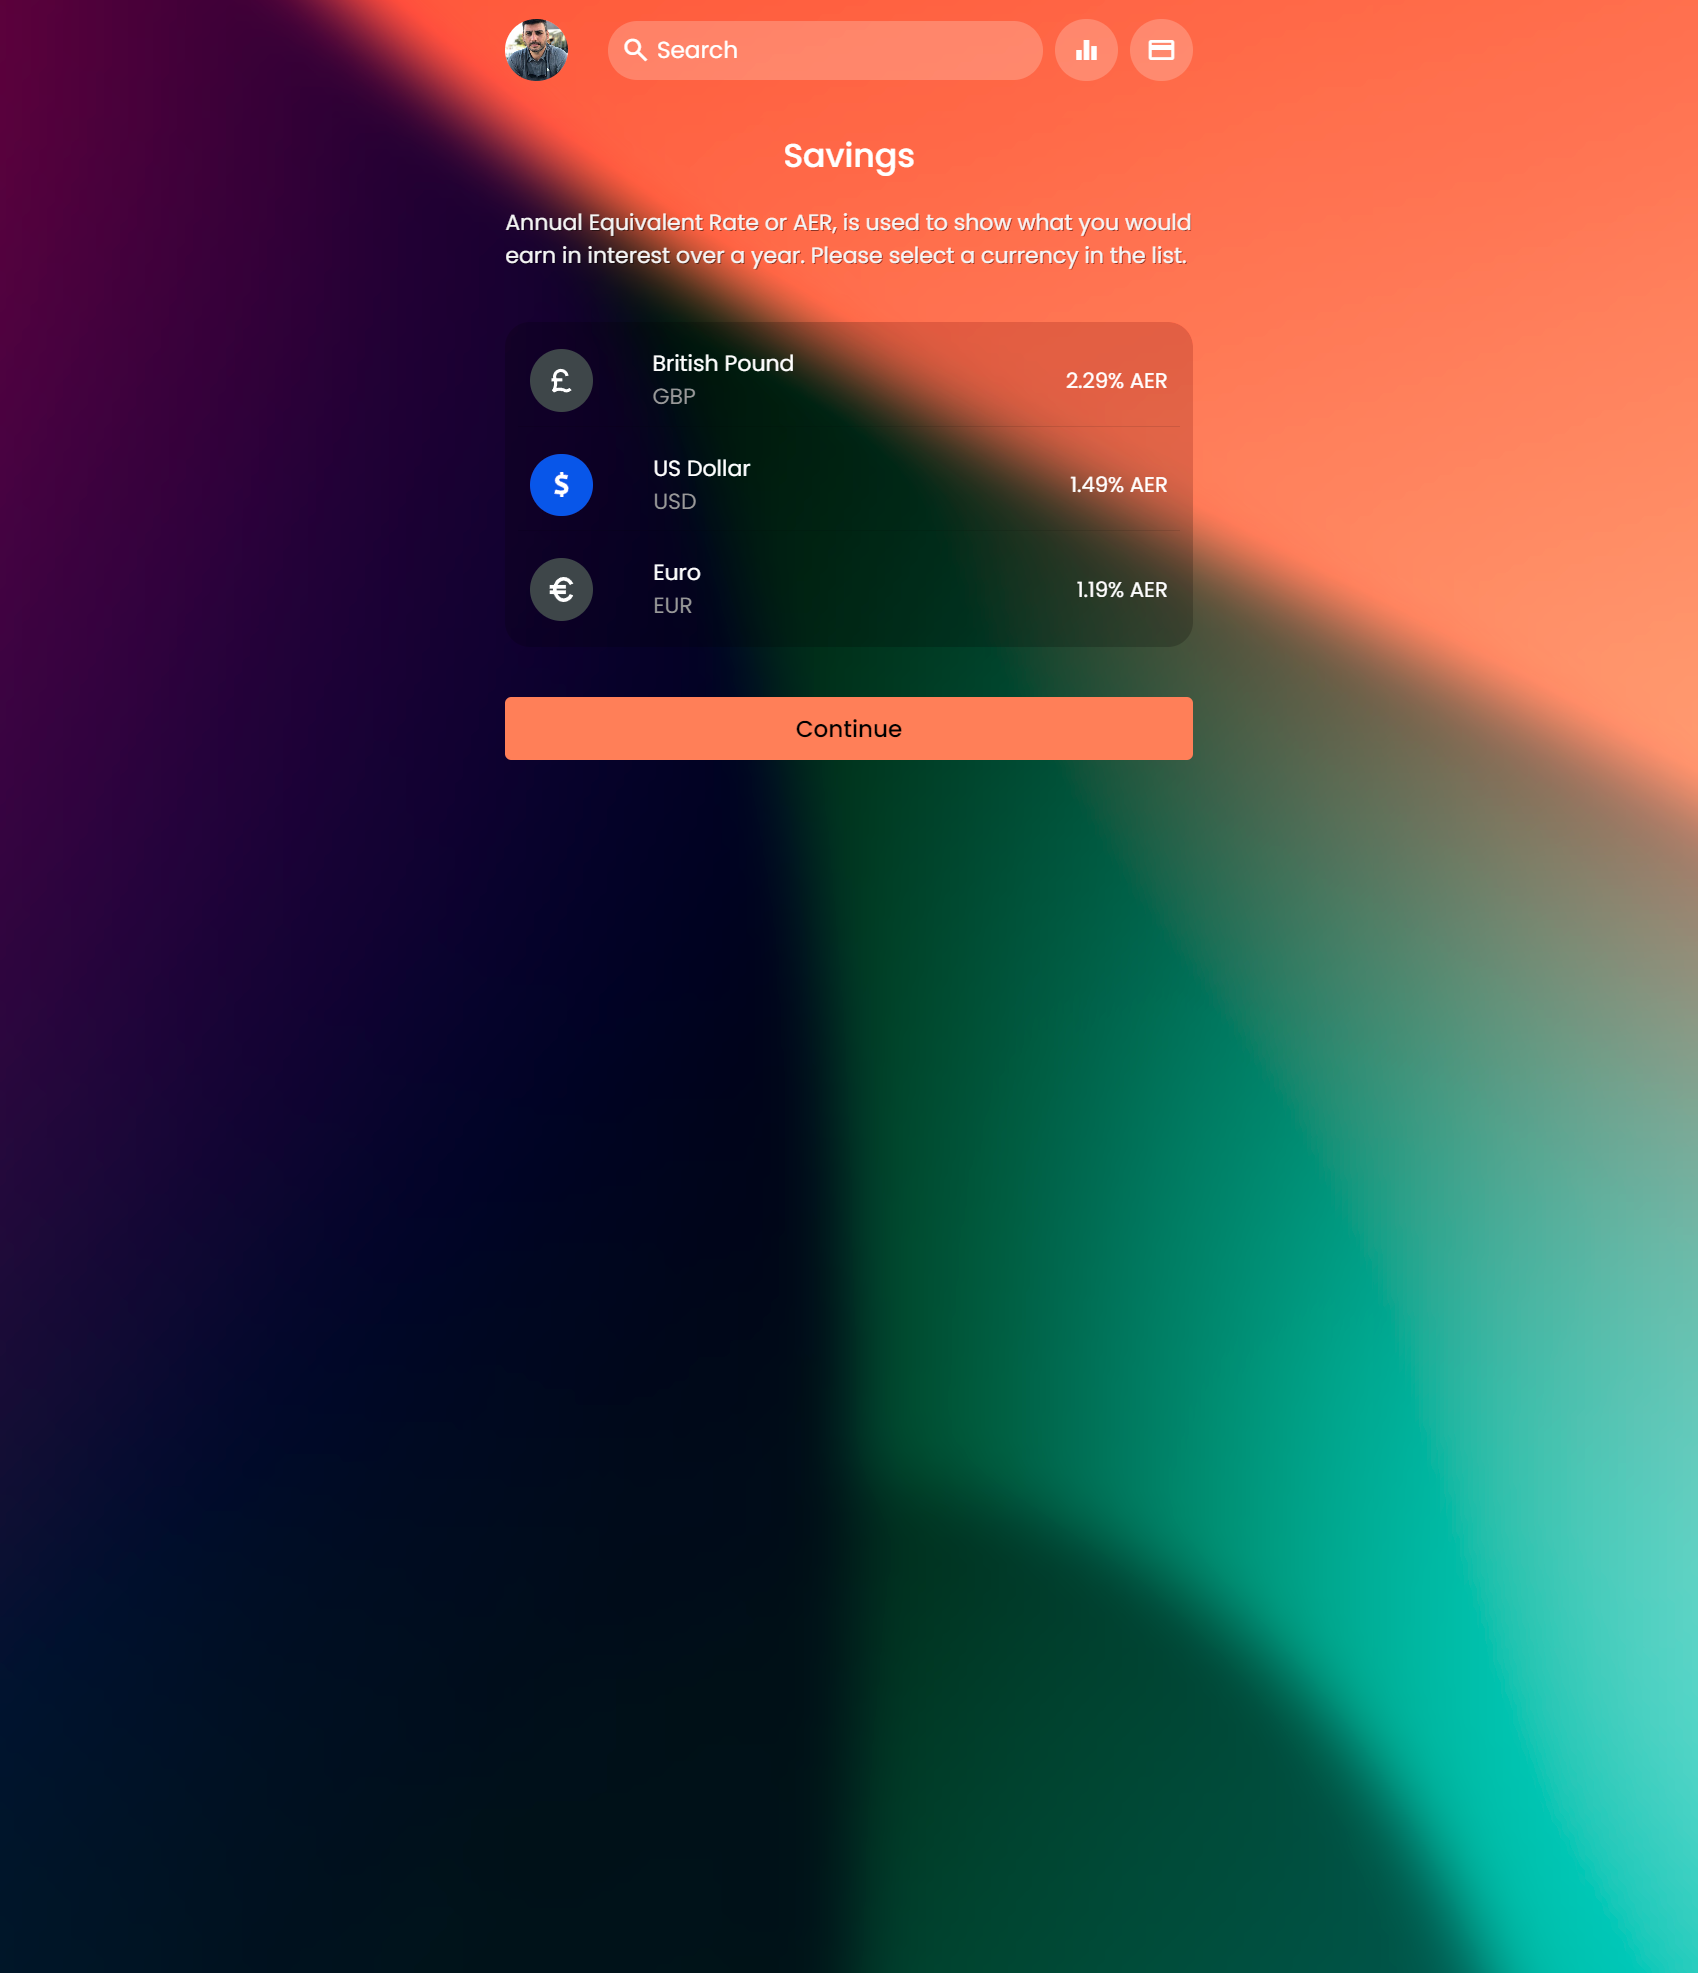 Search
Savings
Annual Equivalent Rate or AER, is used to show what you would
earn in interest over a year. Please select a currency in the list.
£
British Pound
GBP
2.29% AER
$
US Dollar
USD
1.49% AER
€
Euro
EUR
1.19% AER
Continue